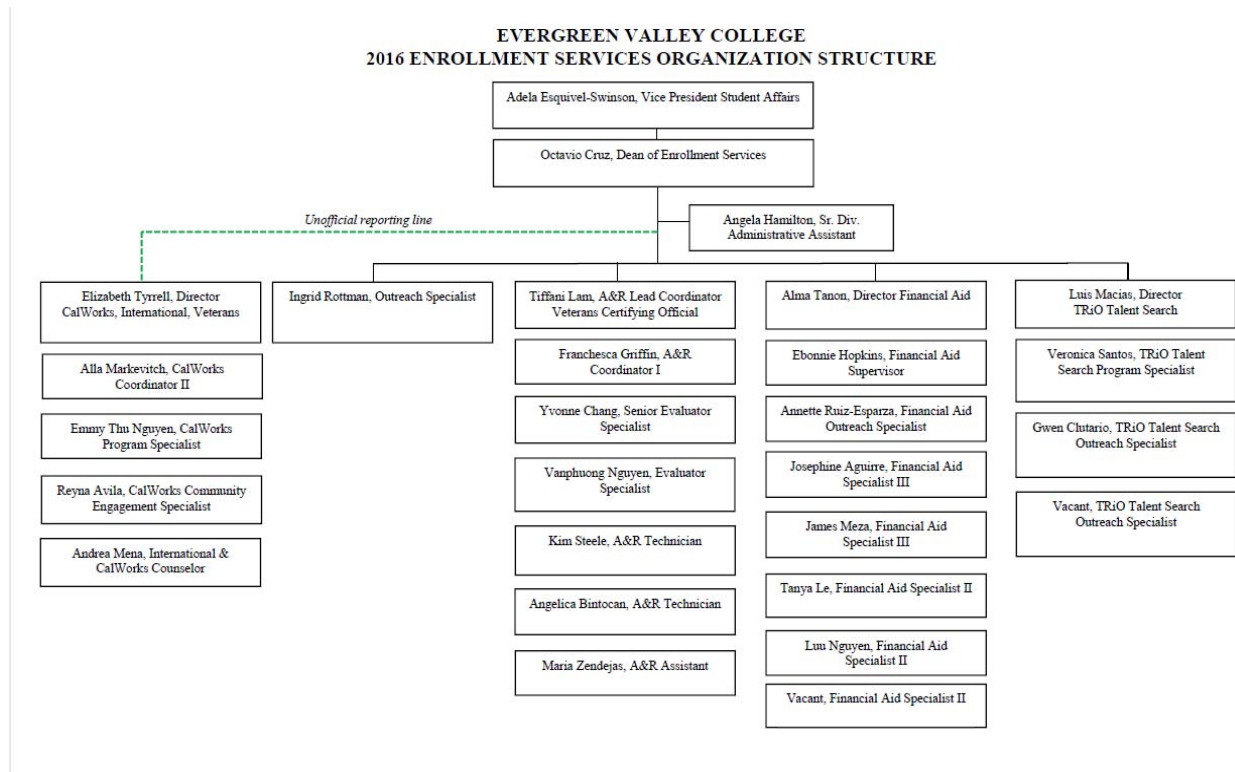 EVERGREEN VALLEY COLLEGE
2016 ENROLLMENT SERVICES ORGANIZATION STRUCTURE
Adela Esquivel-Swinson, Vice President Student Affairs
Octavio Cruz, Dean of Enrollment Services
Unofficial reporting line
Angela Hamilton, Sr. Div.
Administrative Assistant
Elizabeth Tyrrell, Director
CalWorks, International, Veterans
Alla Markevitch, CalWorks
Coordinator II
Emmy Thu Nguyen, CalWorks
Program Specialist
Reyna Avila, CalWorks Community
Engagement Specialist
Andrea Mena, International &
CalWorks Counselor
Ingrid Rottman, Outreach Specialist
Tiffani Lam, A&R Lead Coordinator
Veterans Certifying Official
Franchesca Griffin, A&R
Coordinator I
Yvonne Chang, Senior Evaluator
Specialist
Vanphuong Nguyen, Evaluator
Specialist
Kim Steele, A&R Technician
Angelica Bintocan, A&R Technician
Maria Zendejas, A&R Assistant
Alma Tanon, Director Financial Aid
Ebonnie Hopkins, Financial Aid
Supervisor
Annette Ruiz-Esparza, Financial Aid
Outreach Specialist
Josephine Aguirre, Financial Aid
Specialist III
James Meza, Financial Aid
Specialist III
Tanya Le, Financial Aid Specialist II
Luu Nguyen, Financial Aid
Specialist II
Vacant, Financial Aid Specialist II
Luis Macias, Director
TRiO Talent Search
Veronica Santos, TRiO Talent
Search Program Specialist
Gwen Clutario, TRiO Talent Search
Outreach Specialist
Vacant, TRiO Talent Search
Outreach Specialist